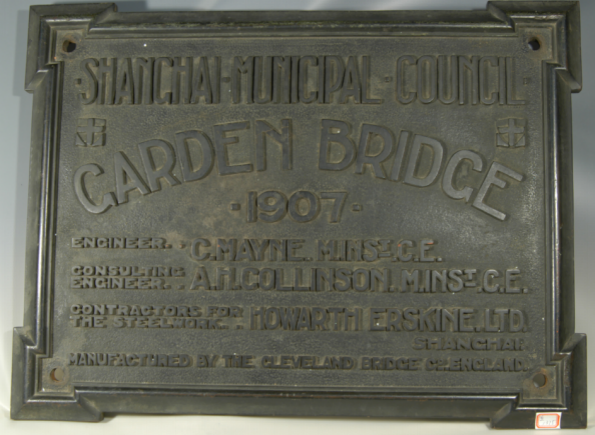 ·SHANGHAI·MUNICIPAL·COUNCIL·
GARDEN BRIDGE
·1907·
ENGINEER. . C. MAYNE. M. INST. C.E.
CONSULTING ENGINEER. . A. H. COLLINSON. M. INST. C.E.
CONTRACTORS FOR THE STEELWORK. . HOWARTH ERSKINE. LTD.
SHANGHAI.
MANUFACTURED BY THE CLEVELAND BRIDGE CO. ENGLAND.